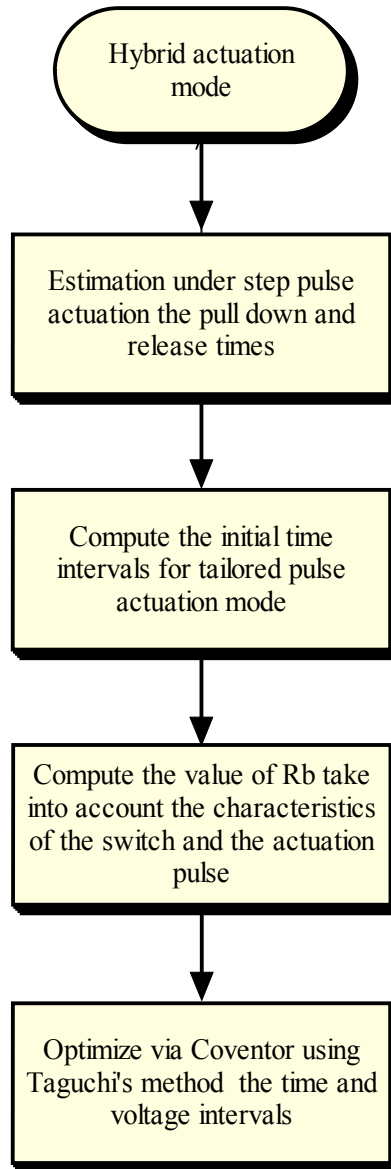 Hybrid actuation
mode
Estimation under step pulse
actuation the pull down and
release times
Compute the initial time
intervals for tailored pulse
actuation mode
Compute the value of Rb take
into account the characteristics
of the switch and the actuation
pulse
Optimize via Coventor using
Taguchi's method the time and
voltage intervals